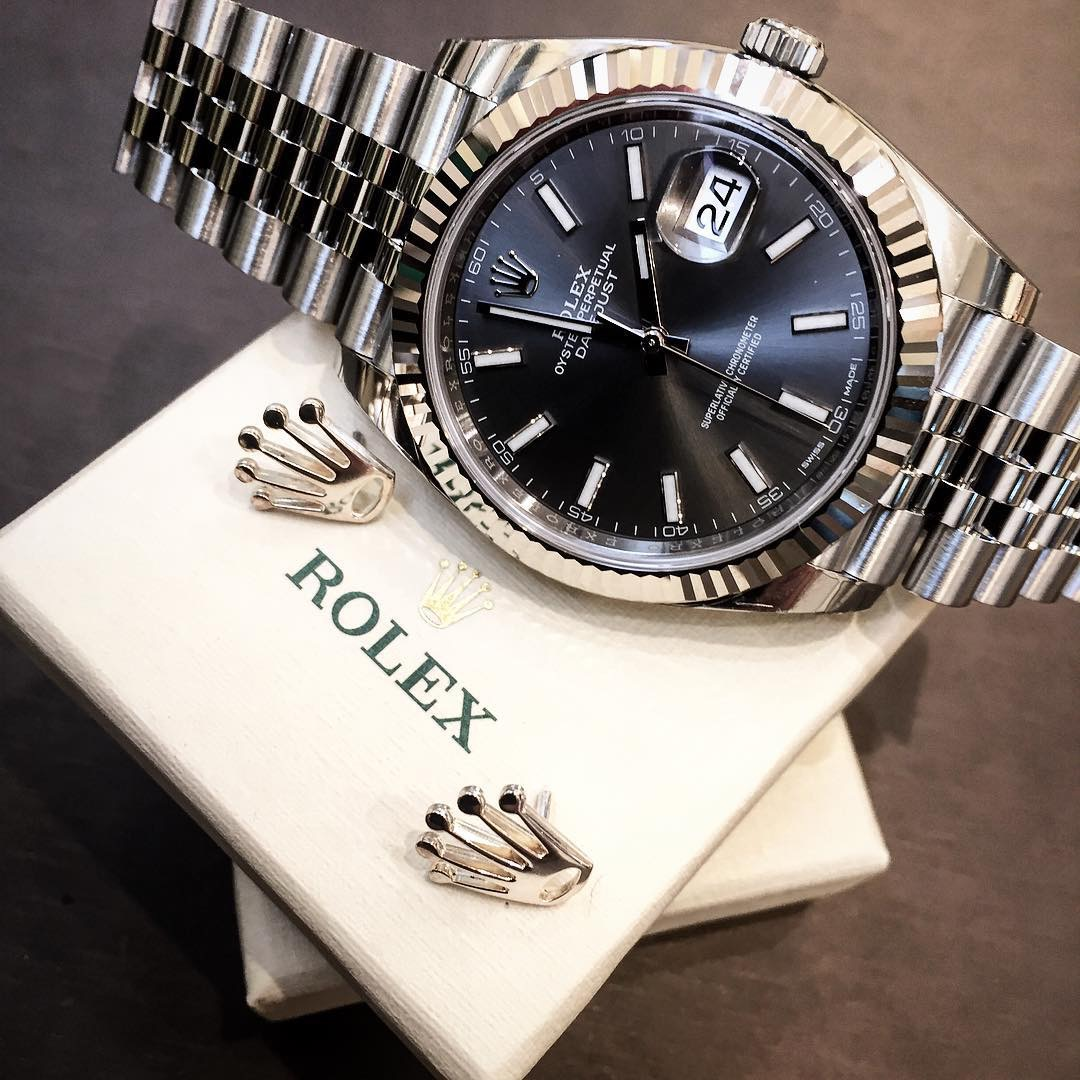 60
5
10
15
20
25
30
35
40
45
50
55
24
ROLEX
OYSTER PERPETUAL
DATEJUST
SUPERLATIVE CHRONOMETER
OFFICIALLY CERTIFIED
SWISS MADE
ROLEX